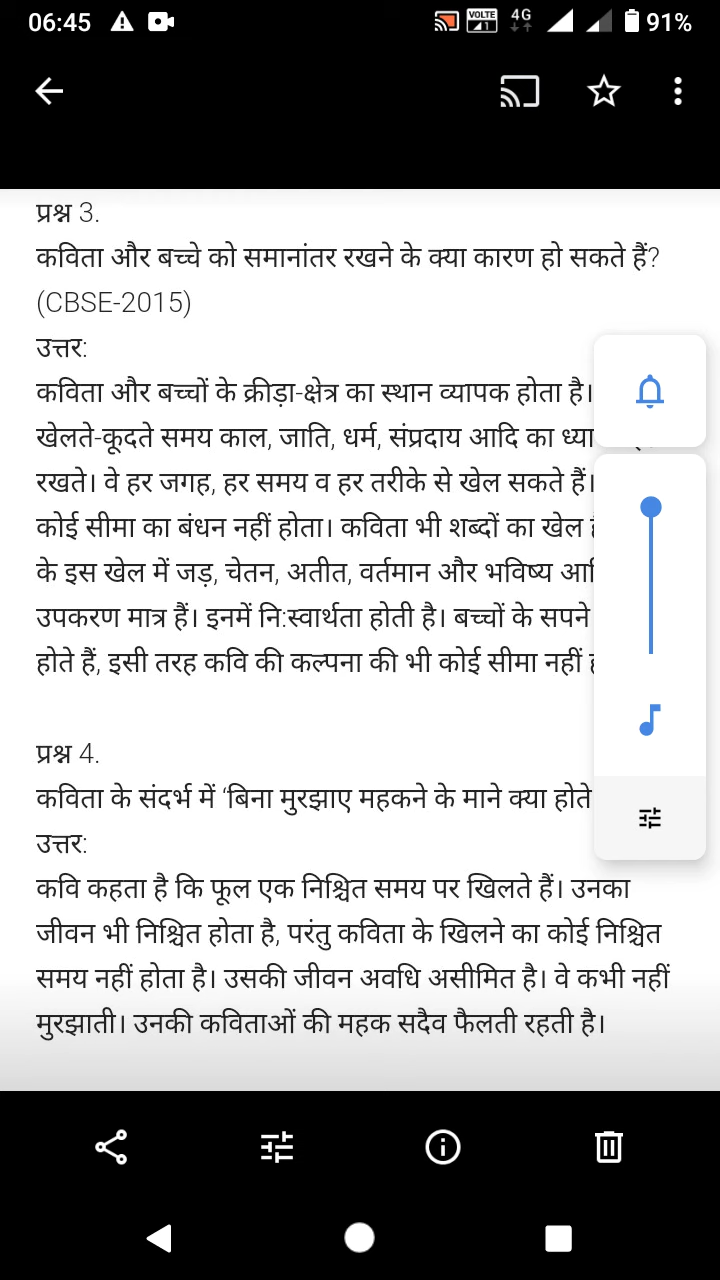 06:45
VOLTE 1 4G 91%
प्रश्न 3.
कविता और बच्चे को समानांतर रखने के क्या कारण हो सकते हैं?
(CBSE-2015)
उत्तर:
कविता और बच्चों के क्रीड़ा-क्षेत्र का स्थान व्यापक होता है।
खेलते-कूदते समय काल, जाति, धर्म, संप्रदाय आदि का
रखते। वे हर जगह, हर समय व हर तरीके से खेल सकते हैं।
कोई सीमा का बंधन नहीं होता। कविता भी शब्दों का खेल
के इस खेल में जड़, चेतन, अतीत, वर्तमान और भविष्य
उपकरण मात्र हैं। इनमें नि:स्वार्थता होती है। बच्चों के सपने
होते हैं, इसी तरह कवि की कल्पना की भी कोई सीमा नहीं
प्रश्न 4.
कविता के संदर्भ में ‘बिना मुरझाए महकने के माने क्या होते
उत्तर:
कवि कहता है कि फूल एक निश्चित समय पर खिलते हैं। उनका
जीवन भी निश्चित होता है, परंतु कविता के खिलने का कोई निश्चित
समय नहीं होता है। उसकी जीवन अवधि असीमित है। वे कभी नहीं
मुरझाती। उनकी कविताओं की महक सदैव फैलती रहती है।